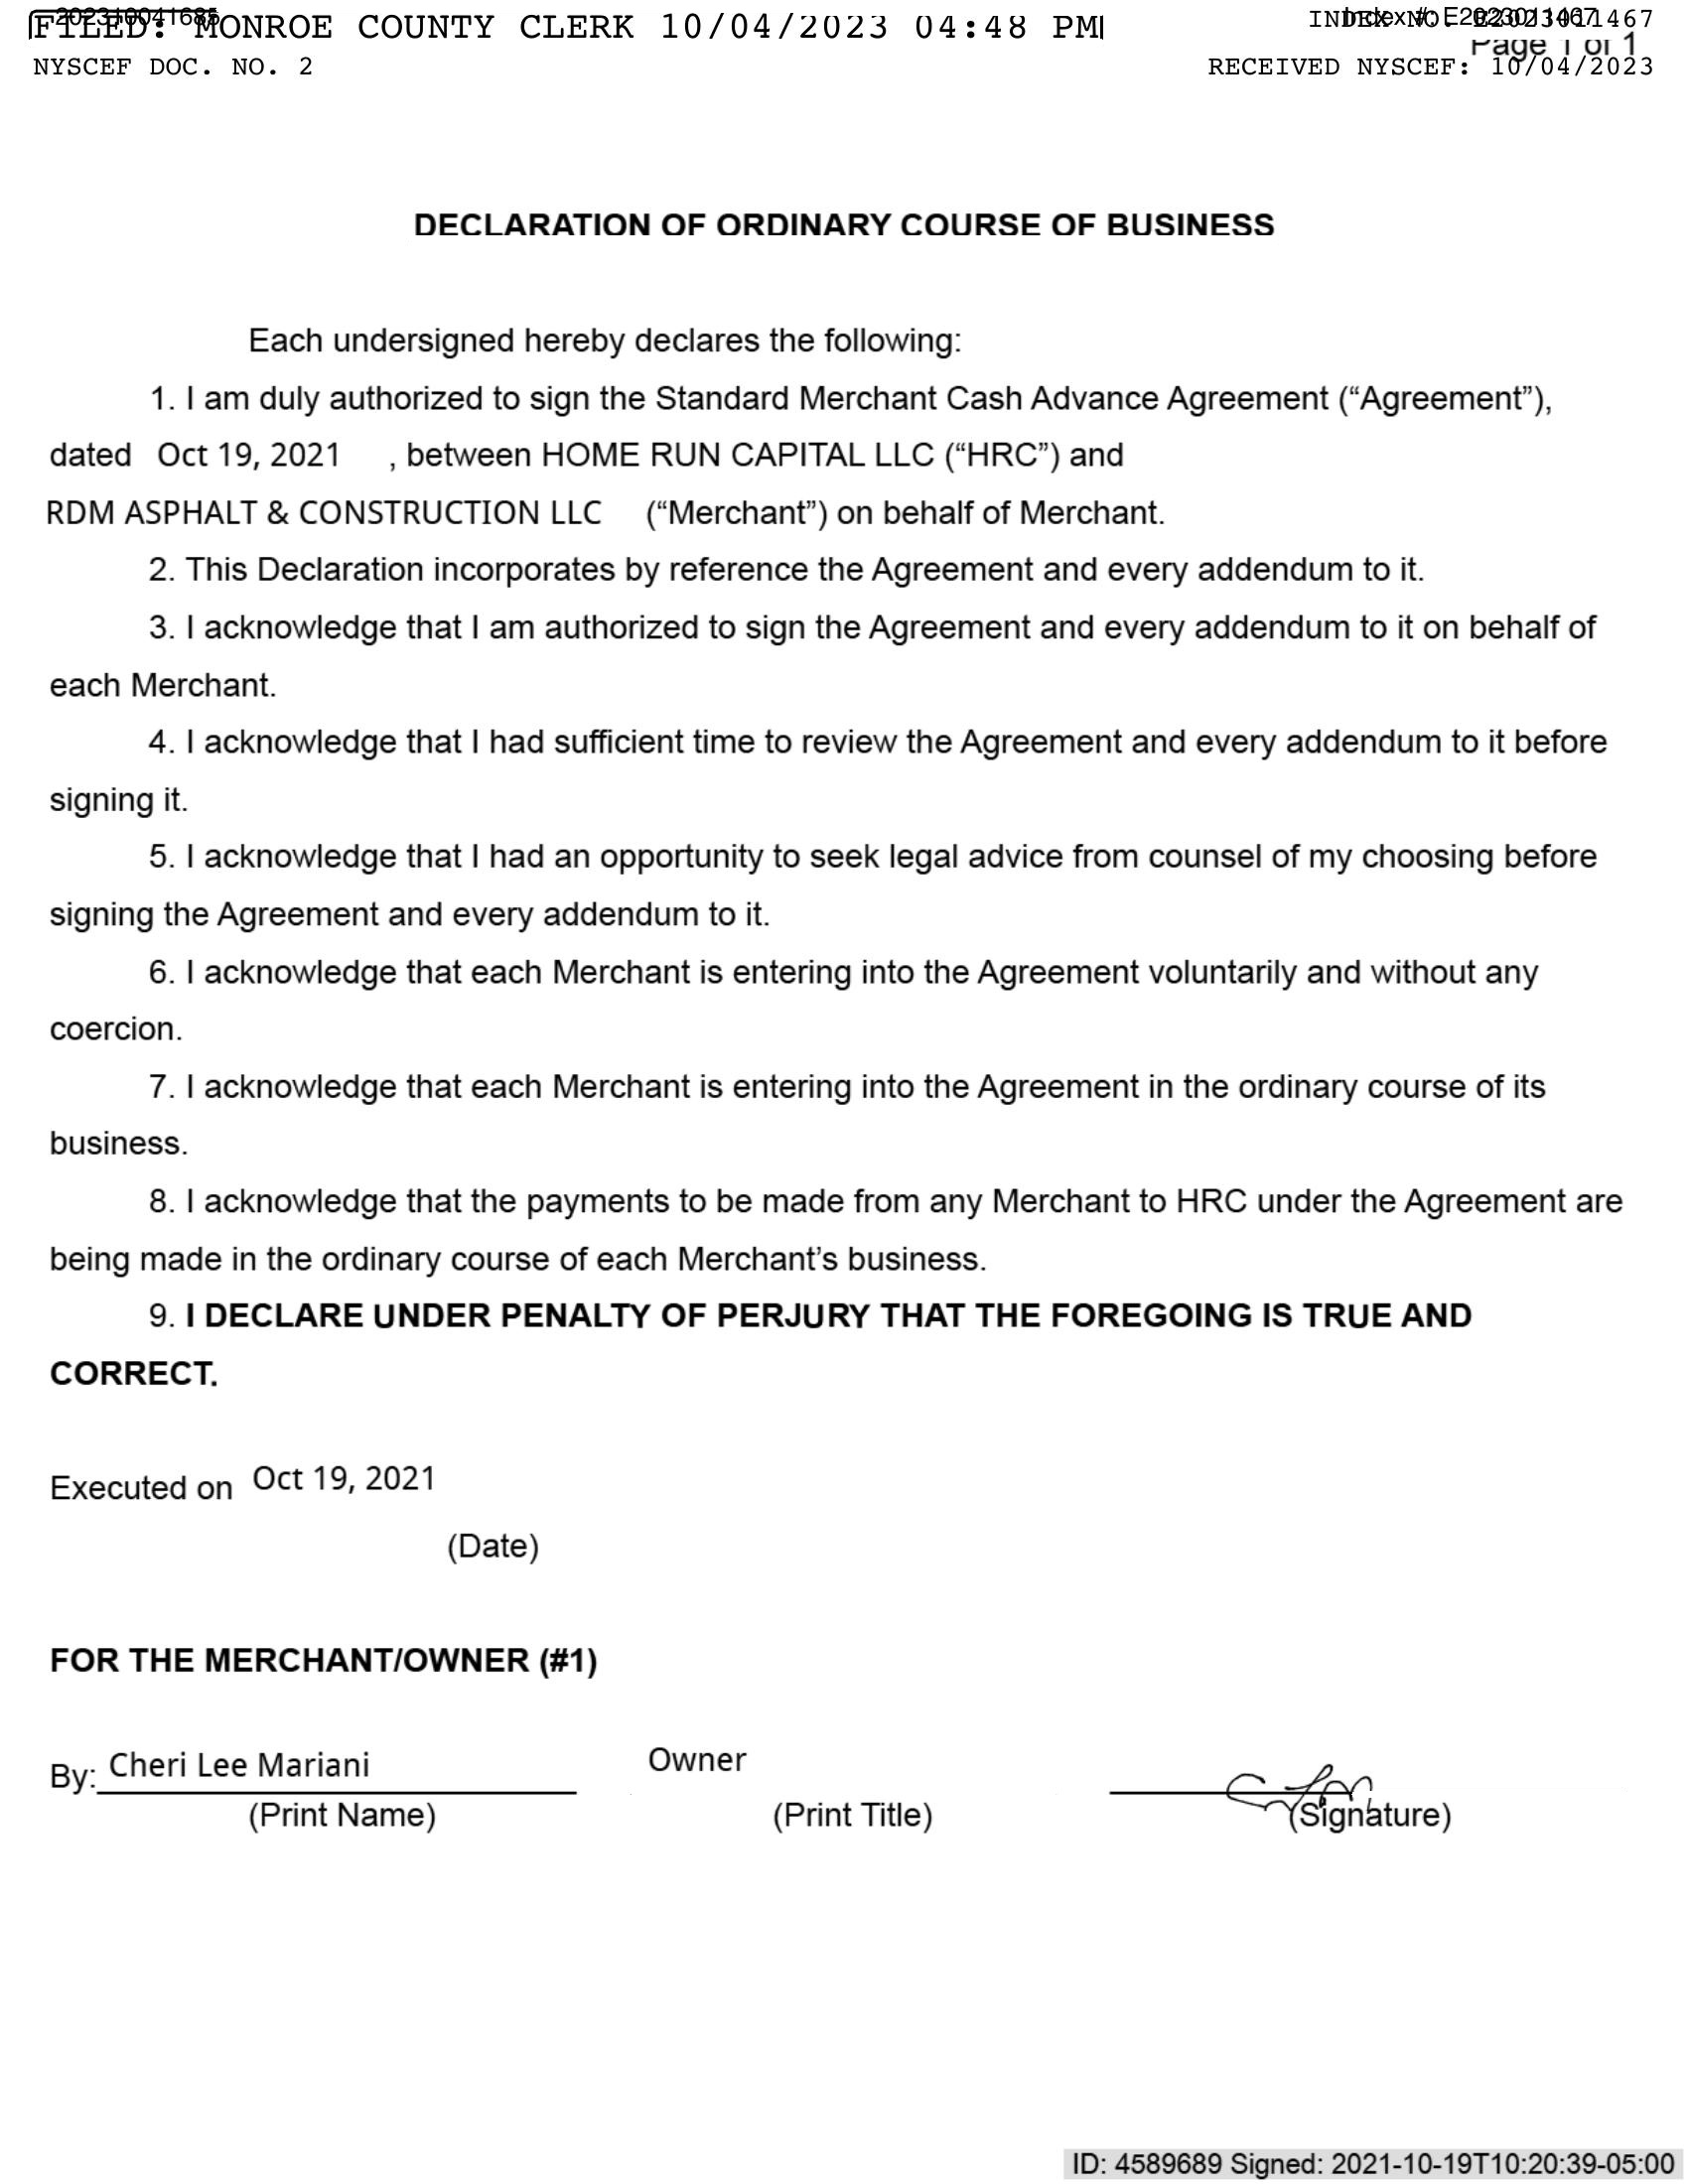 202310041685
FILED: MONROE COUNTY CLERK 10/04/2023 04:48 PM
INDEX NO. E2023011467
Index #: E2023011467
Page 1 of 1
NYSCEF DOC. NO. 2
RECEIVED NYSCEF: 10/04/2023
DECLARATION OF ORDINARY COURSE OF BUSINESS
Each undersigned hereby declares the following:
1. I am duly authorized to sign the Standard Merchant Cash Advance Agreement (“Agreement”),
dated Oct 19, 2021 , between HOME RUN CAPITAL LLC (“HRC”) and
RDM ASPHALT & CONSTRUCTION LLC (“Merchant”) on behalf of Merchant.
2. This Declaration incorporates by reference the Agreement and every addendum to it.
3. I acknowledge that I am authorized to sign the Agreement and every addendum to it on behalf of
each Merchant.
4. I acknowledge that I had sufficient time to review the Agreement and every addendum to it before
signing it.
5. I acknowledge that I had an opportunity to seek legal advice from counsel of my choosing before
signing the Agreement and every addendum to it.
6. I acknowledge that each Merchant is entering into the Agreement voluntarily and without any
coercion.
7. I acknowledge that each Merchant is entering into the Agreement in the ordinary course of its
business.
8. I acknowledge that the payments to be made from any Merchant to HRC under the Agreement are
being made in the ordinary course of each Merchant’s business.
9. I DECLARE UNDER PENALTY OF PERJURY THAT THE FOREGOING IS TRUE AND
CORRECT.
Executed on Oct 19, 2021
(Date)
FOR THE MERCHANT/OWNER (#1)
By: Cheri Lee Mariani Owner
(Print Name) (Print Title) (Signature)
ID: 4589689 Signed: 2021-10-19T10:20:39-05:00